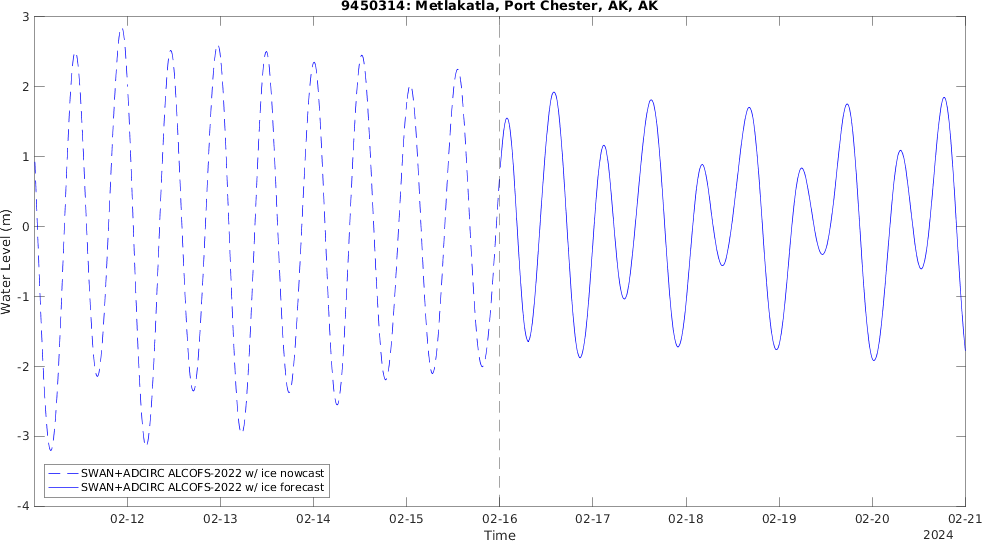 9450314: Metlakatla, Port Chester, AK, AK
3
2
1
0
-1
-2
-3
-4
Water Level (m)
SWAN+ADCIRC ALCOFS-2022 w/ ice nowcast
SWAN+ADCIRC ALCOFS-2022 w/ ice forecast
02-12 02-13 02-14 02-15 02-16 02-17 02-18 02-19 02-20 02-21
Time
2024